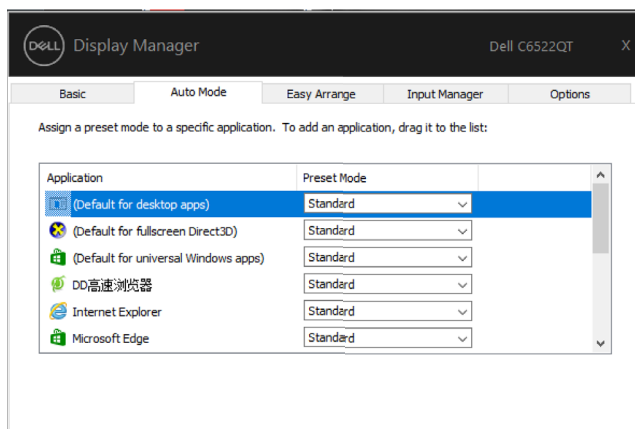 DELL Display Manager Dell C6522QT X
Basic Auto Mode Easy Arrange Input Manager Options
Assign a preset mode to a specific application. To add an application, drag it to the list:
Application Preset Mode
(Default for desktop apps) Standard
(Default for fullscreen Direct3D) Standard
(Default for universal Windows apps) Standard
DD高速浏览器 Standard
Internet Explorer Standard
Microsoft Edge Standard